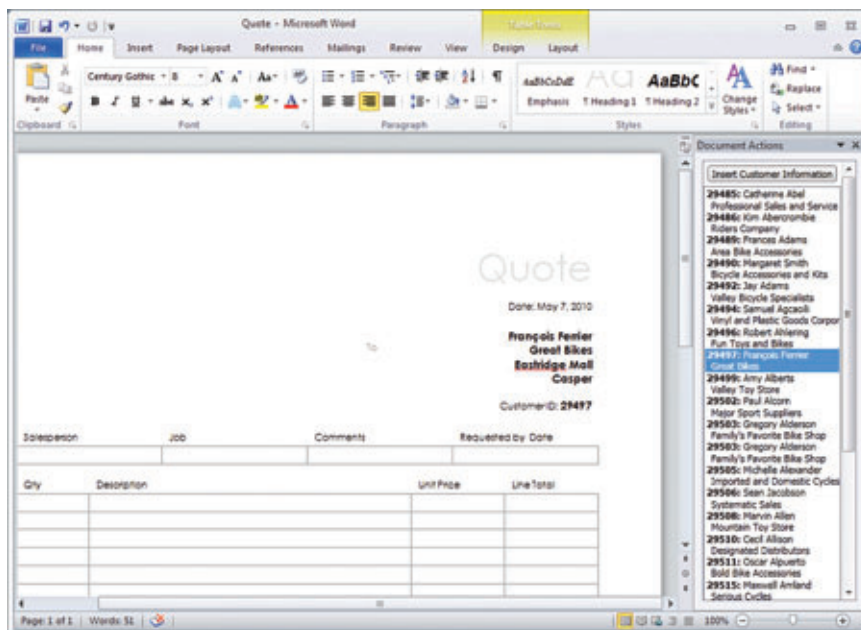 Quote - Microsoft Word
Table Tools
File Home Insert Page Layout References Mailings Review View Design Layout
Paste
Century Gothic 8
AaBbCcDdE
AaBbC
Emphasis ¶ Heading 1 ¶ Heading 2
Change Styles
Find
Replace
Select
Clipboard Font Paragraph Styles Editing
Document Actions
Insert Customer Information
29485: Catherine Abel
Professional Sales and Service
29486: Kim Abercrombie
Riders Company
29489: Frances Adams
Area Bike Accessories
29490: Margaret Smith
Bicycle Accessories and Kits
29492: Jay Adams
Valley Bicycle Specialists
29494: Samuel Agcaoili
Vinyl and Plastic Goods Corpor
29496: Robert Ahlering
Fun Toys and Bikes
29497: François Ferrier
Great Bikes
29499: Amy Alberts
Valley Toy Store
29502: Paul Alcorn
Major Sport Suppliers
29503: Gregory Alderson
Family's Favorite Bike Shop
29503: Gregory Alderson
Family's Favorite Bike Shop
29505: Michelle Alexander
Imported and Domestic Cycles
29506: Sean Jacobson
Systematic Sales
29508: Marvin Allen
Mountain Toy Store
29510: Cecil Allison
Designated Distributors
29511: Oscar Alpuerto
Bold Bike Accessories
29515: Maxwell Amland
Serious Cycles
Quote
Date: May 7, 2010
François Ferrier
Great Bikes
Eastridge Mall
Casper
CustomerID: 29497
Salesperson Job Comments Requested by Date
Qty Description Unit Price Line Total
Page: 1 of 1 Words: 51 100%